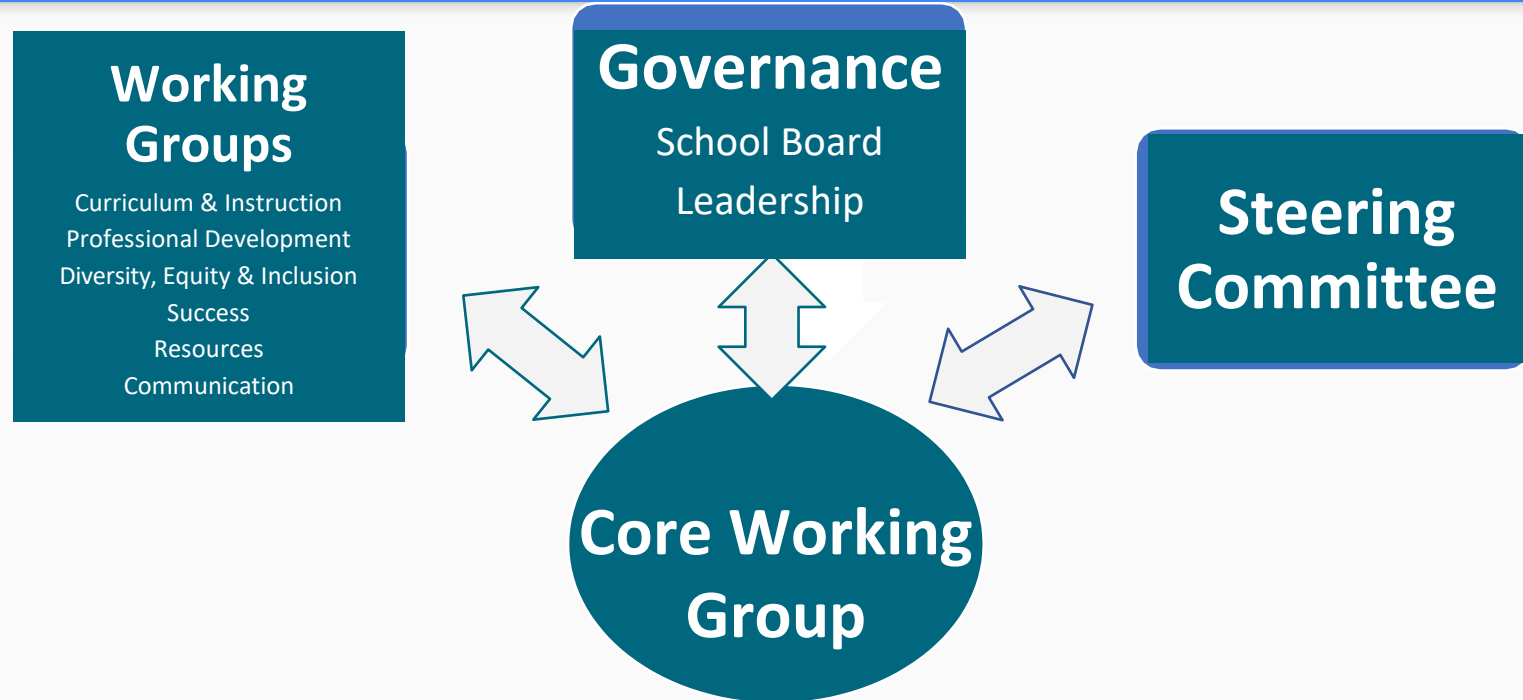 Working
Groups
Curriculum & Instruction
Professional Development
Diversity, Equity & Inclusion
Success
Resources
Communication
Governance
School Board
Leadership
Steering
Committee
Core Working
Group